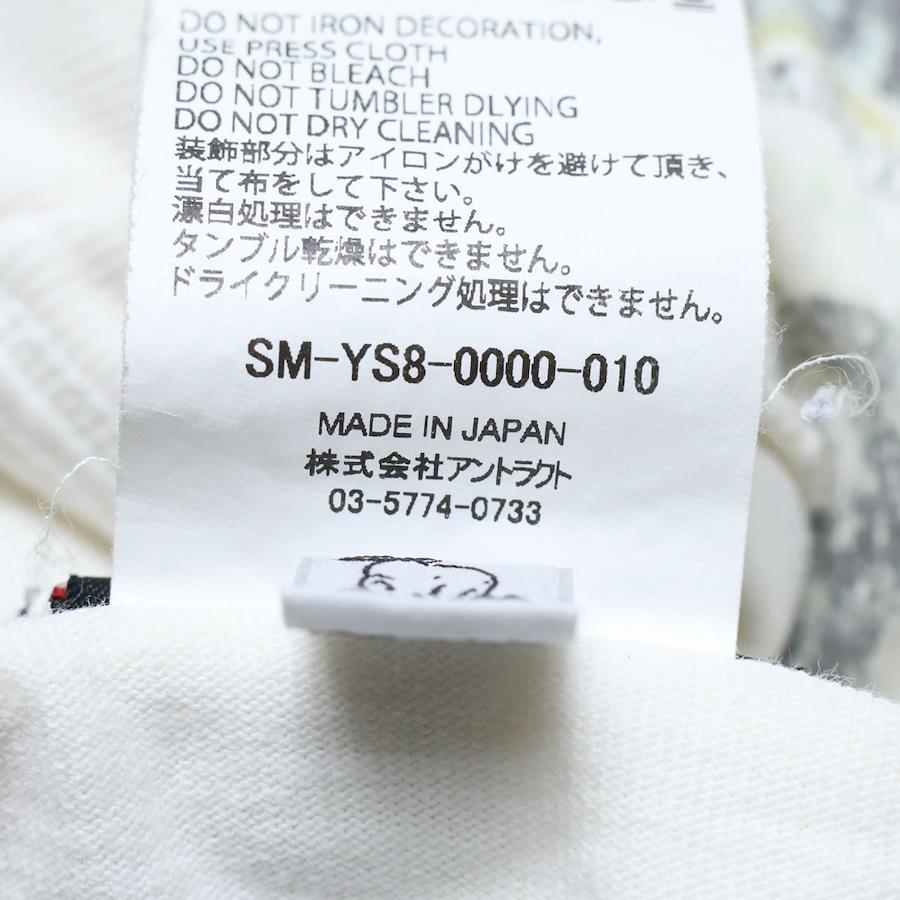 DO NOT IRON DECORATION,
USE PRESS CLOTH
DO NOT BLEACH
DO NOT TUMBLER DLYING
DO NOT DRY CLEANING
装飾部分はアイロンがけを避けて頂き、
当て布をして下さい。
漂白処理はできません。
タンブル乾燥はできません。
ドライクリーニング処理はできません。
SM-YS8-0000-010
MADE IN JAPAN
株式会社アントラクト
03-5774-0733